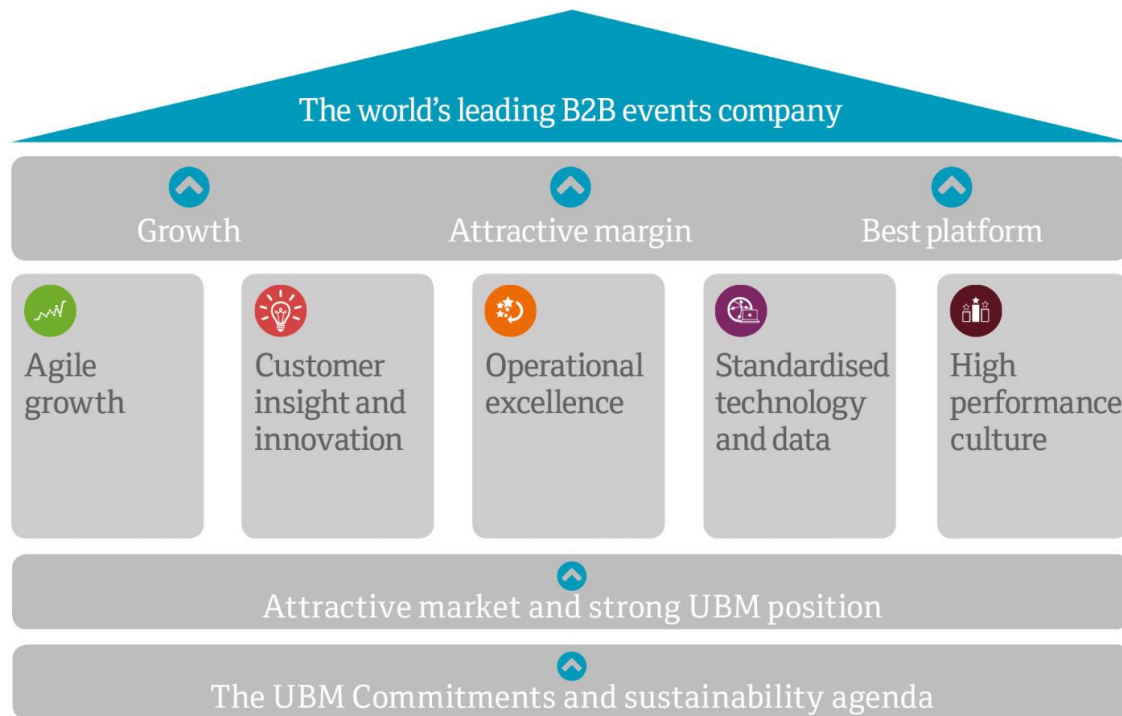 The world’s leading B2B events company
Growth
Attractive margin
Best platform
Agile
growth
Customer
insight and
innovation
Operational
excellence
Standardised
technology
and data
High
performance
culture
Attractive market and strong UBM position
The UBM Commitments and sustainability agenda